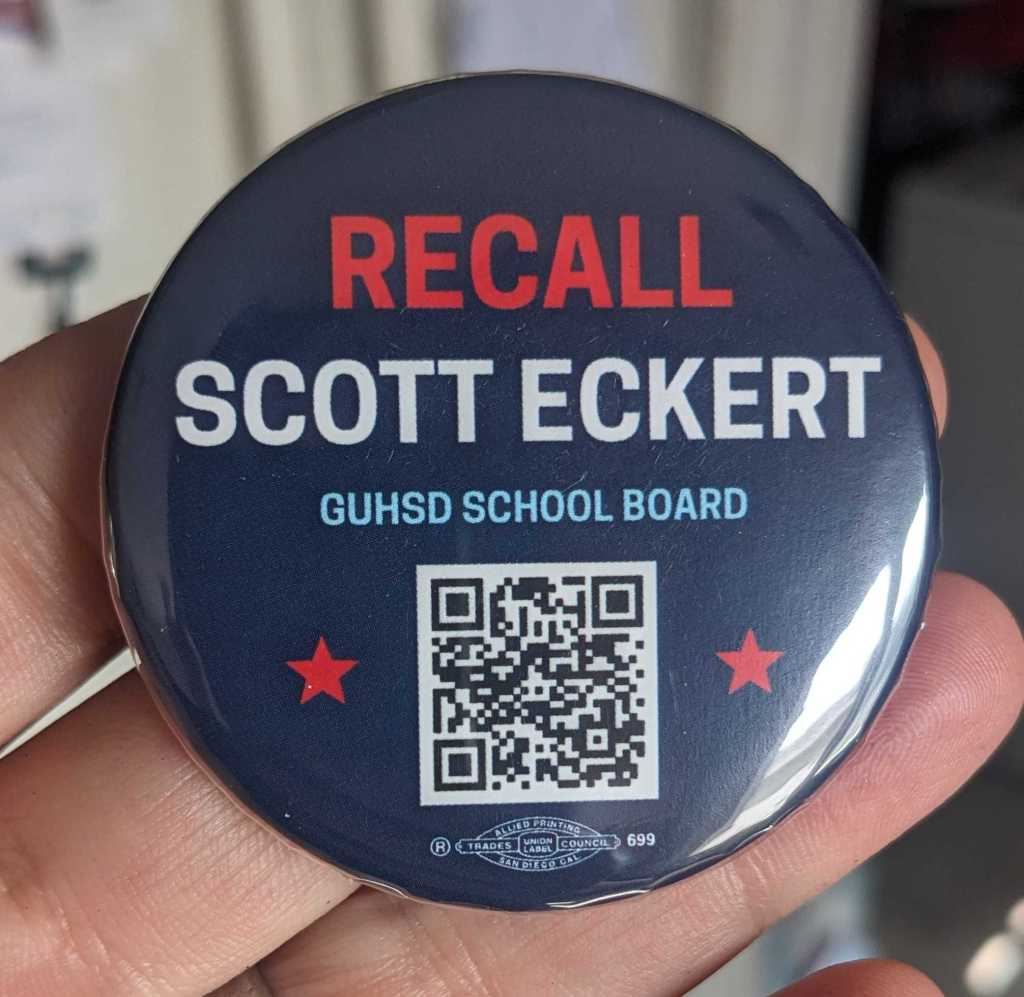 RECALL
SCOTT ECKERT
GUHSD SCHOOL BOARD
ALLIED PRINTING
® TRADES UNION LABEL COUNCIL 699
SAN DIEGO CAL.